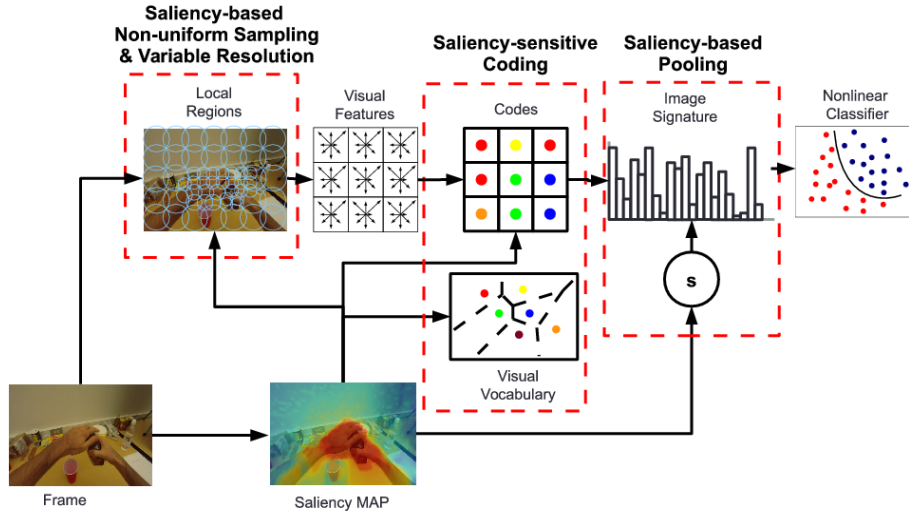 Saliency-based
Non-uniform Sampling
& Variable Resolution
Saliency-sensitive
Coding
Saliency-based
Pooling
Local
Regions
Visual
Features
Codes
Image
Signature
Nonlinear
Classifier
s
Visual
Vocabulary
Frame
Saliency MAP